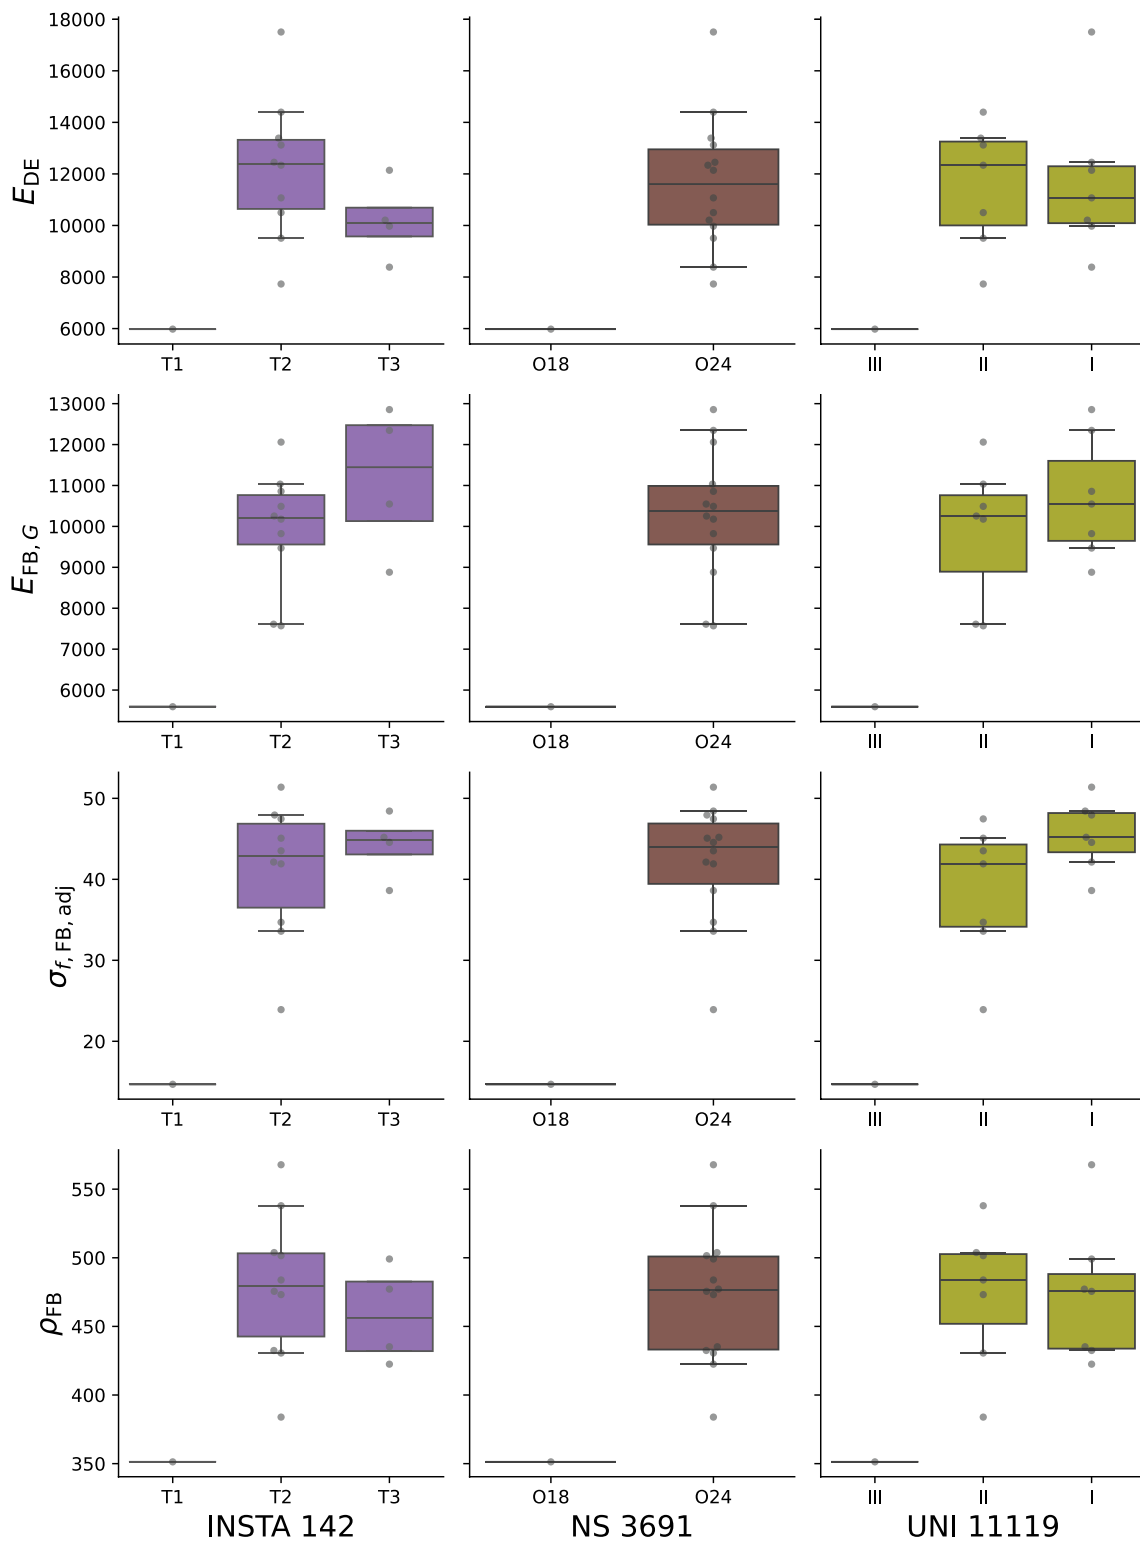 18000
16000
14000
12000
10000
8000
6000
E_DE
T1 T2 T3 O18 O24 III II I
13000
12000
11000
10000
9000
8000
7000
6000
E_FB, G
T1 T2 T3 O18 O24 III II I
50
40
30
20
σ_f, FB, adj
T1 T2 T3 O18 O24 III II I
550
500
450
400
350
ρ_FB
T1 T2 T3 O18 O24 III II I
INSTA 142 NS 3691 UNI 11119